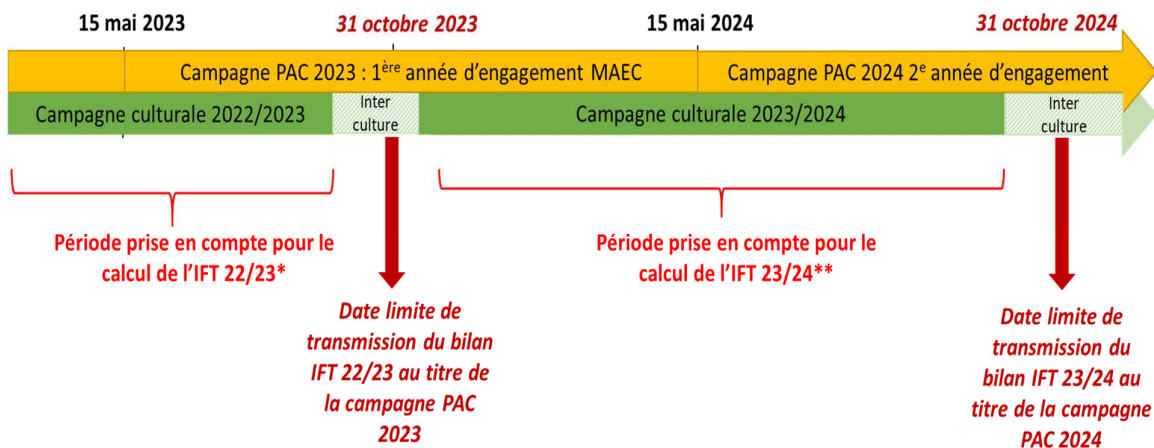 15 mai 2023
31 octobre 2023
15 mai 2024
31 octobre 2024
Campagne PAC 2023 : 1ère année d'engagement MAEC
Campagne PAC 2024 2e année d'engagement
Campagne culturale 2022/2023
Inter
culture
Campagne culturale 2023/2024
Inter
culture
Période prise en compte pour le
calcul de l'IFT 22/23*
Période prise en compte pour le
calcul de l'IFT 23/24**
Date limite de
transmission du bilan
IFT 22/23 au titre de
la campagne PAC
2023
Date limite de
transmission du
bilan IFT 23/24 au
titre de la campagne
PAC 2024